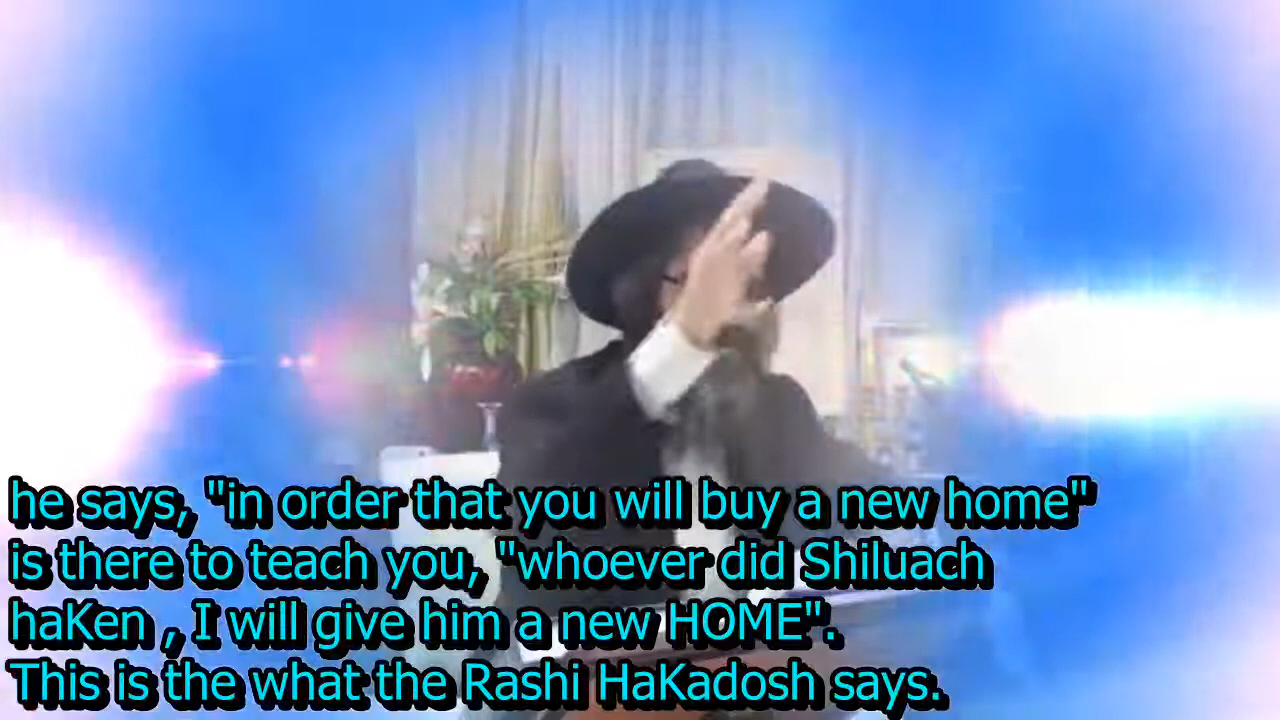 he says, "in order that you will buy a new home"
is there to teach you, "whoever did Shiluach
haKen , I will give him a new HOME".
This is the what the Rashi HaKadosh says.